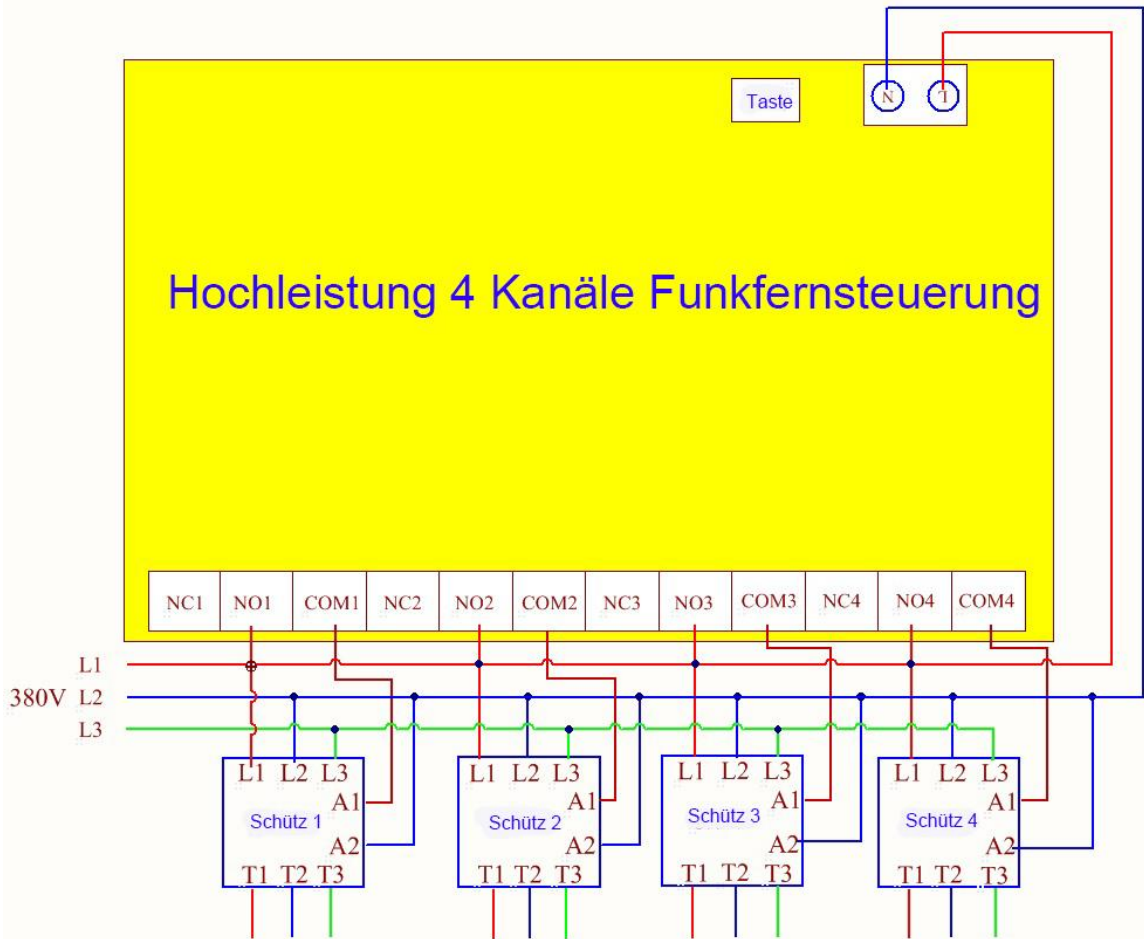 Taste
N L
Hochleistung 4 Kanäle Funkfernsteuerung
NC1 NO1 COM1 NC2 NO2 COM2 NC3 NO3 COM3 NC4 NO4 COM4
L1
380V L2
L3
L1 L2 L3 L1 L2 L3 L1 L2 L3 L1 L2 L3
A1 A1 A1 A1
Schütz 1 Schütz 2 Schütz 3 Schütz 4
A2 A2 A2 A2
T1 T2 T3 T1 T2 T3 T1 T2 T3 T1 T2 T3